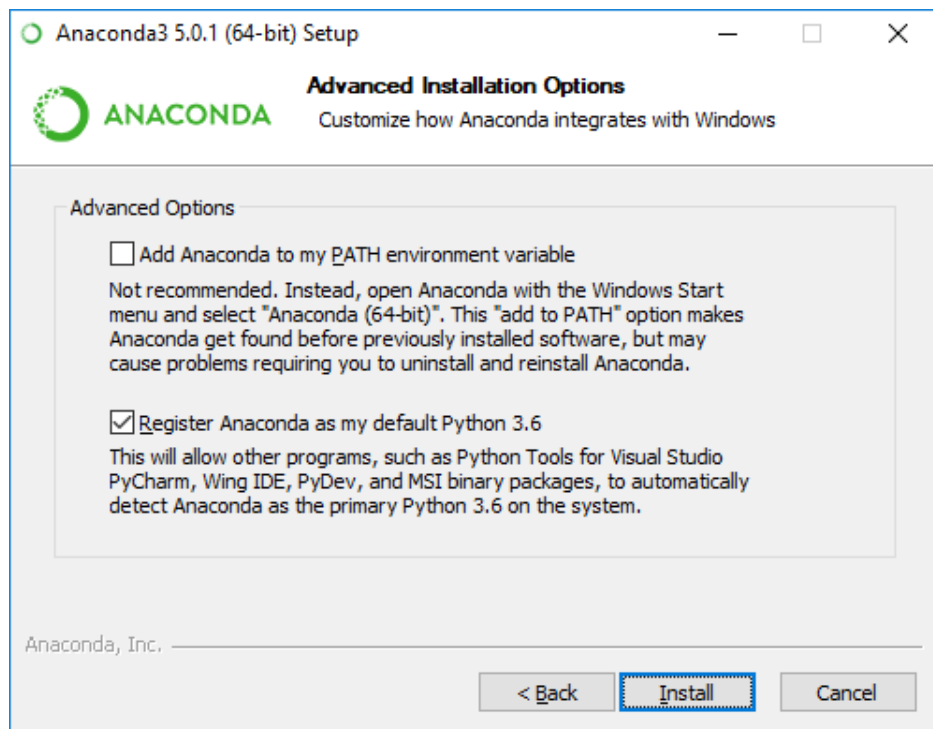 Anaconda3 5.0.1 (64-bit) Setup
ANACONDA
Advanced Installation Options
Customize how Anaconda integrates with Windows
Advanced Options
Add Anaconda to my PATH environment variable
Not recommended. Instead, open Anaconda with the Windows Start
menu and select "Anaconda (64-bit)". This "add to PATH" option makes
Anaconda get found before previously installed software, but may
cause problems requiring you to uninstall and reinstall Anaconda.
Register Anaconda as my default Python 3.6
This will allow other programs, such as Python Tools for Visual Studio
PyCharm, Wing IDE, PyDev, and MSI binary packages, to automatically
detect Anaconda as the primary Python 3.6 on the system.
Anaconda, Inc.
< Back
Install
Cancel